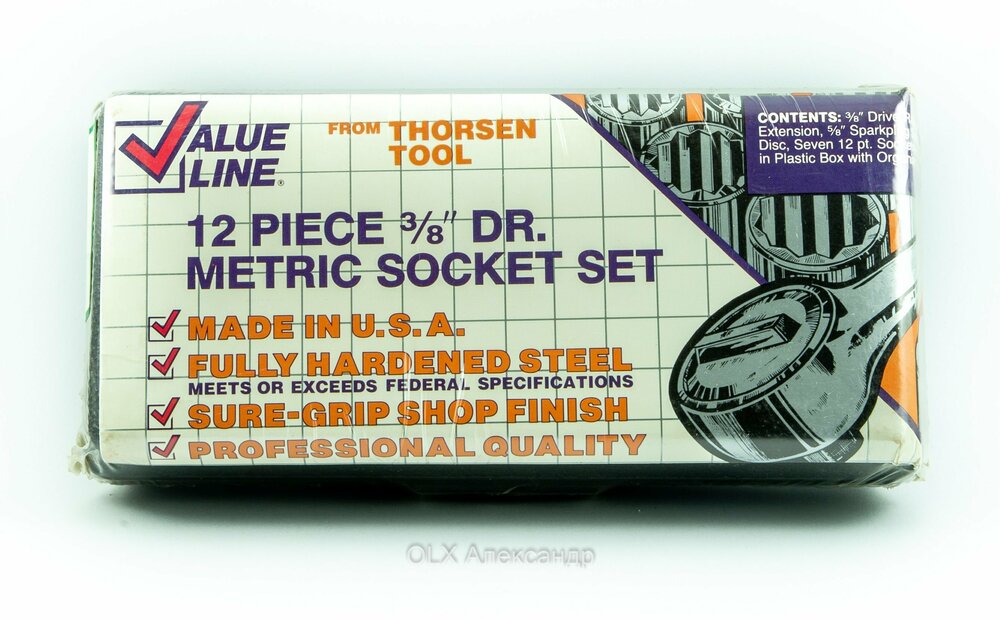 VALUE
LINE®
FROM THORSEN
TOOL
CONTENTS: 3/8" Drive
Extension, 5/8"
Disc, Seven 12 pt.
in Plastic Box with
12 PIECE 3/8" DR.
METRIC SOCKET SET
MADE IN U.S.A.
FULLY HARDENED STEEL
MEETS OR EXCEEDS FEDERAL SPECIFICATIONS
SURE-GRIP SHOP FINISH
PROFESSIONAL QUALITY
OLX Александр